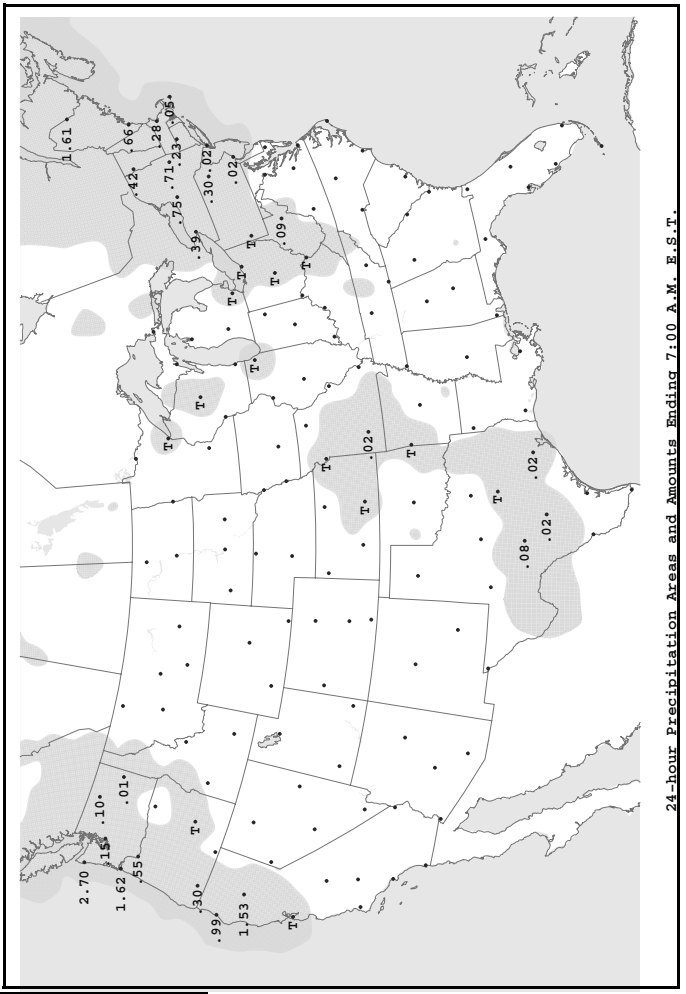 1.61
2.70
.10
.15
1.62
.01
.66
.42
.55
.28
T
.71
.05
.75
.23
T
.39
.30
T
.30
.02
.99
T
.02
1.53
T
T
T
T
.09
T
T
T
T
.02
T
T
.08
.02
.02
24-hour Precipitation Areas and Amounts Ending 7:00 A.M. E.S.T.